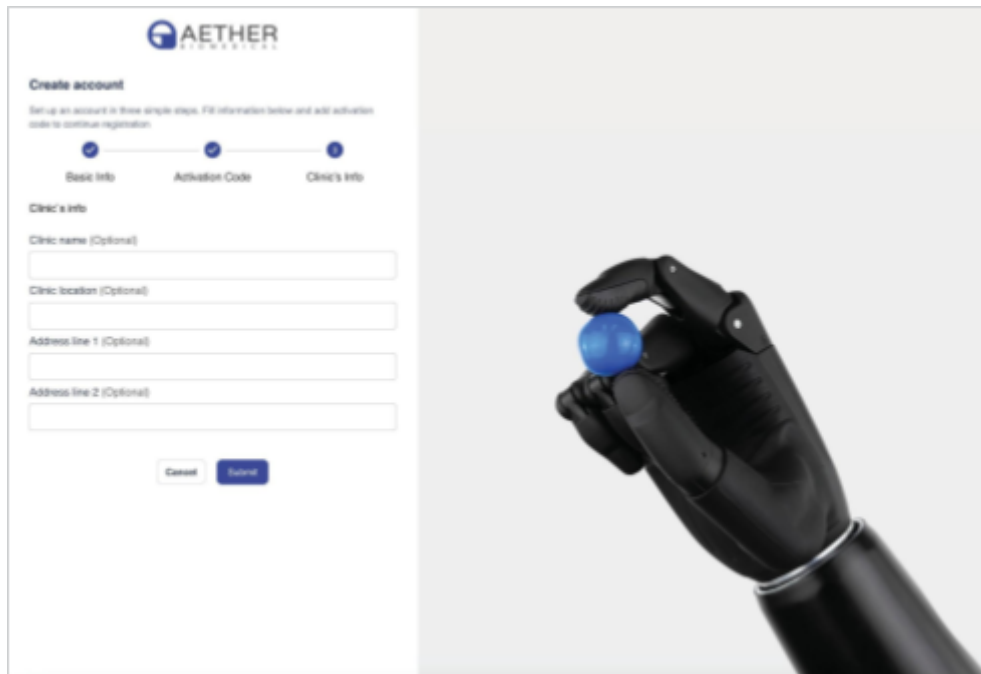 AETHER
BIOMEDICAL
Create account
Set up an account in three simple steps. Fill information below and add activation
code to continue registration
Basic Info
Activation Code
Clinic's Info
Clinic's info
Clinic name (Optional)
Clinic location (Optional)
Address line 1 (Optional)
Address line 2 (Optional)
Cancel
Submit